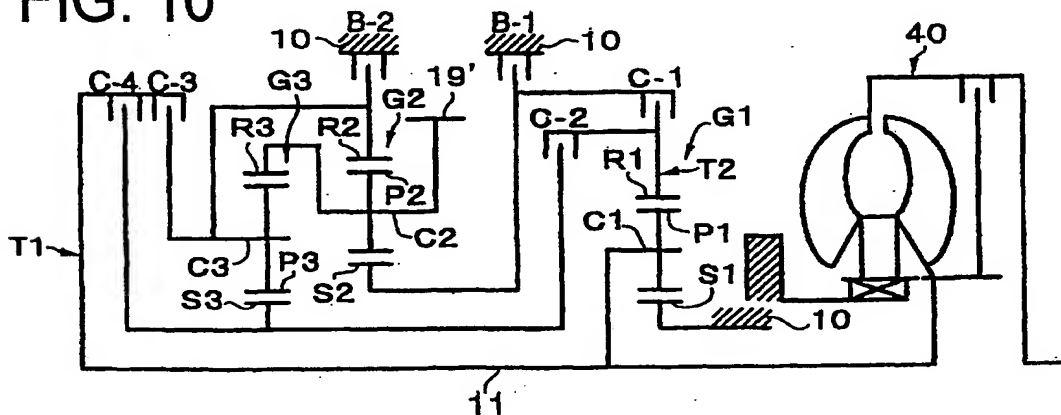 FIG. 10
B-2 B-1
10 10 40
C-4 C-3 19' C-1
G3 G2 C-2 G1
R3 R2 R1 T2
P2
T1 C2 C1 P1
C3 P3 S2 S1
S3
10
11